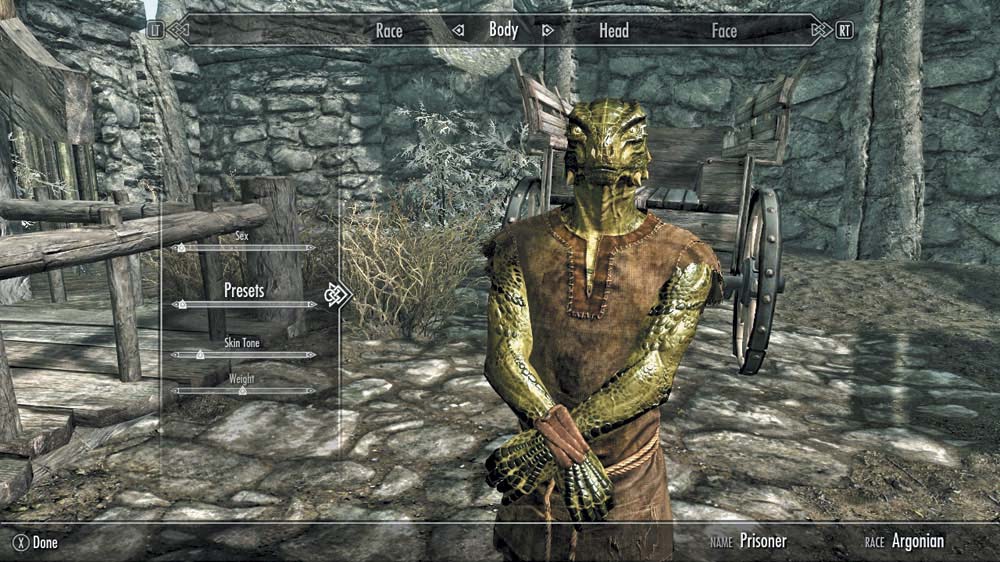 LT Race Body Head Face RT
Sex
Presets
Skin Tone
Weight
X Done NAME Prisoner RACE Argonian